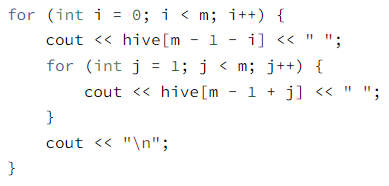 for (int i = 0; i < m; i++) {
    cout << hive[m - 1 - i] << " ";
    for (int j = 1; j < m; j++) {
        cout << hive[m - 1 + j] << " ";
    }
    cout << "\n";
}